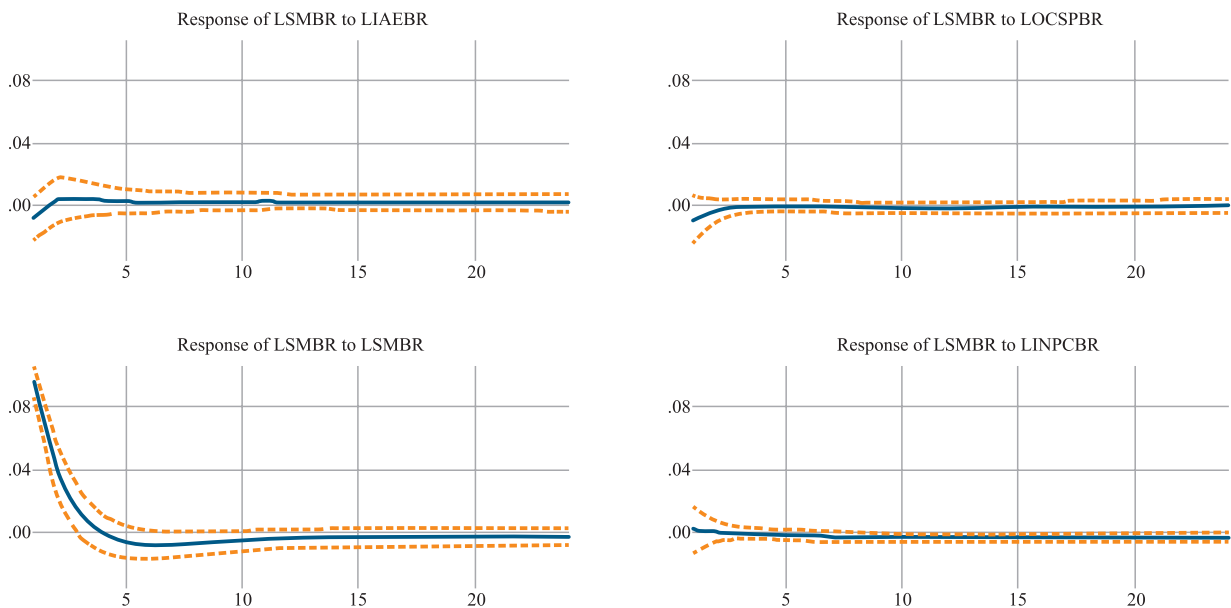 Response of LSMBR to LIAEBR
.08
.04
.00
5 10 15 20
Response of LSMBR to LOCSPBR
.08
.04
.00
5 10 15 20
Response of LSMBR to LSMBR
.08
.04
.00
5 10 15 20
Response of LSMBR to LINPCBR
.08
.04
.00
5 10 15 20